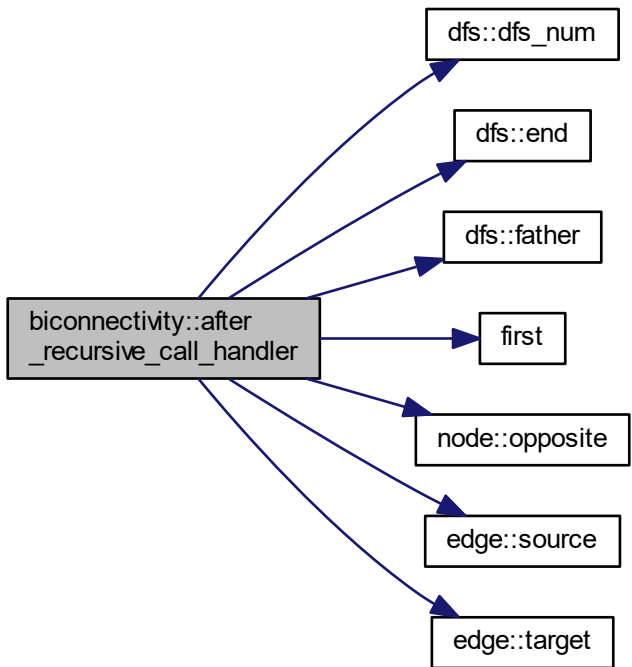 dfs::dfs_num
dfs::end
dfs::father
biconnectivity::after
_recursive_call_handler
first
node::opposite
edge::source
edge::target